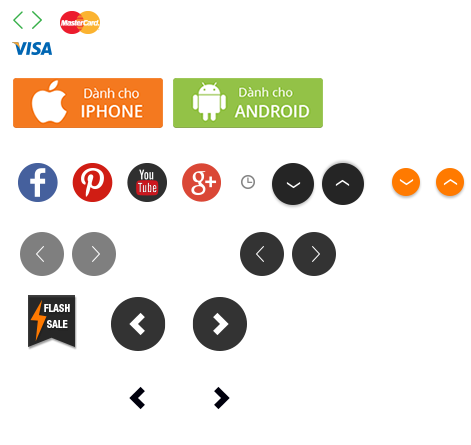 MasterCard
VISA
Dành cho
IPHONE
Dành cho
ANDROID
f
You
Tube
g+
FLASH
SALE